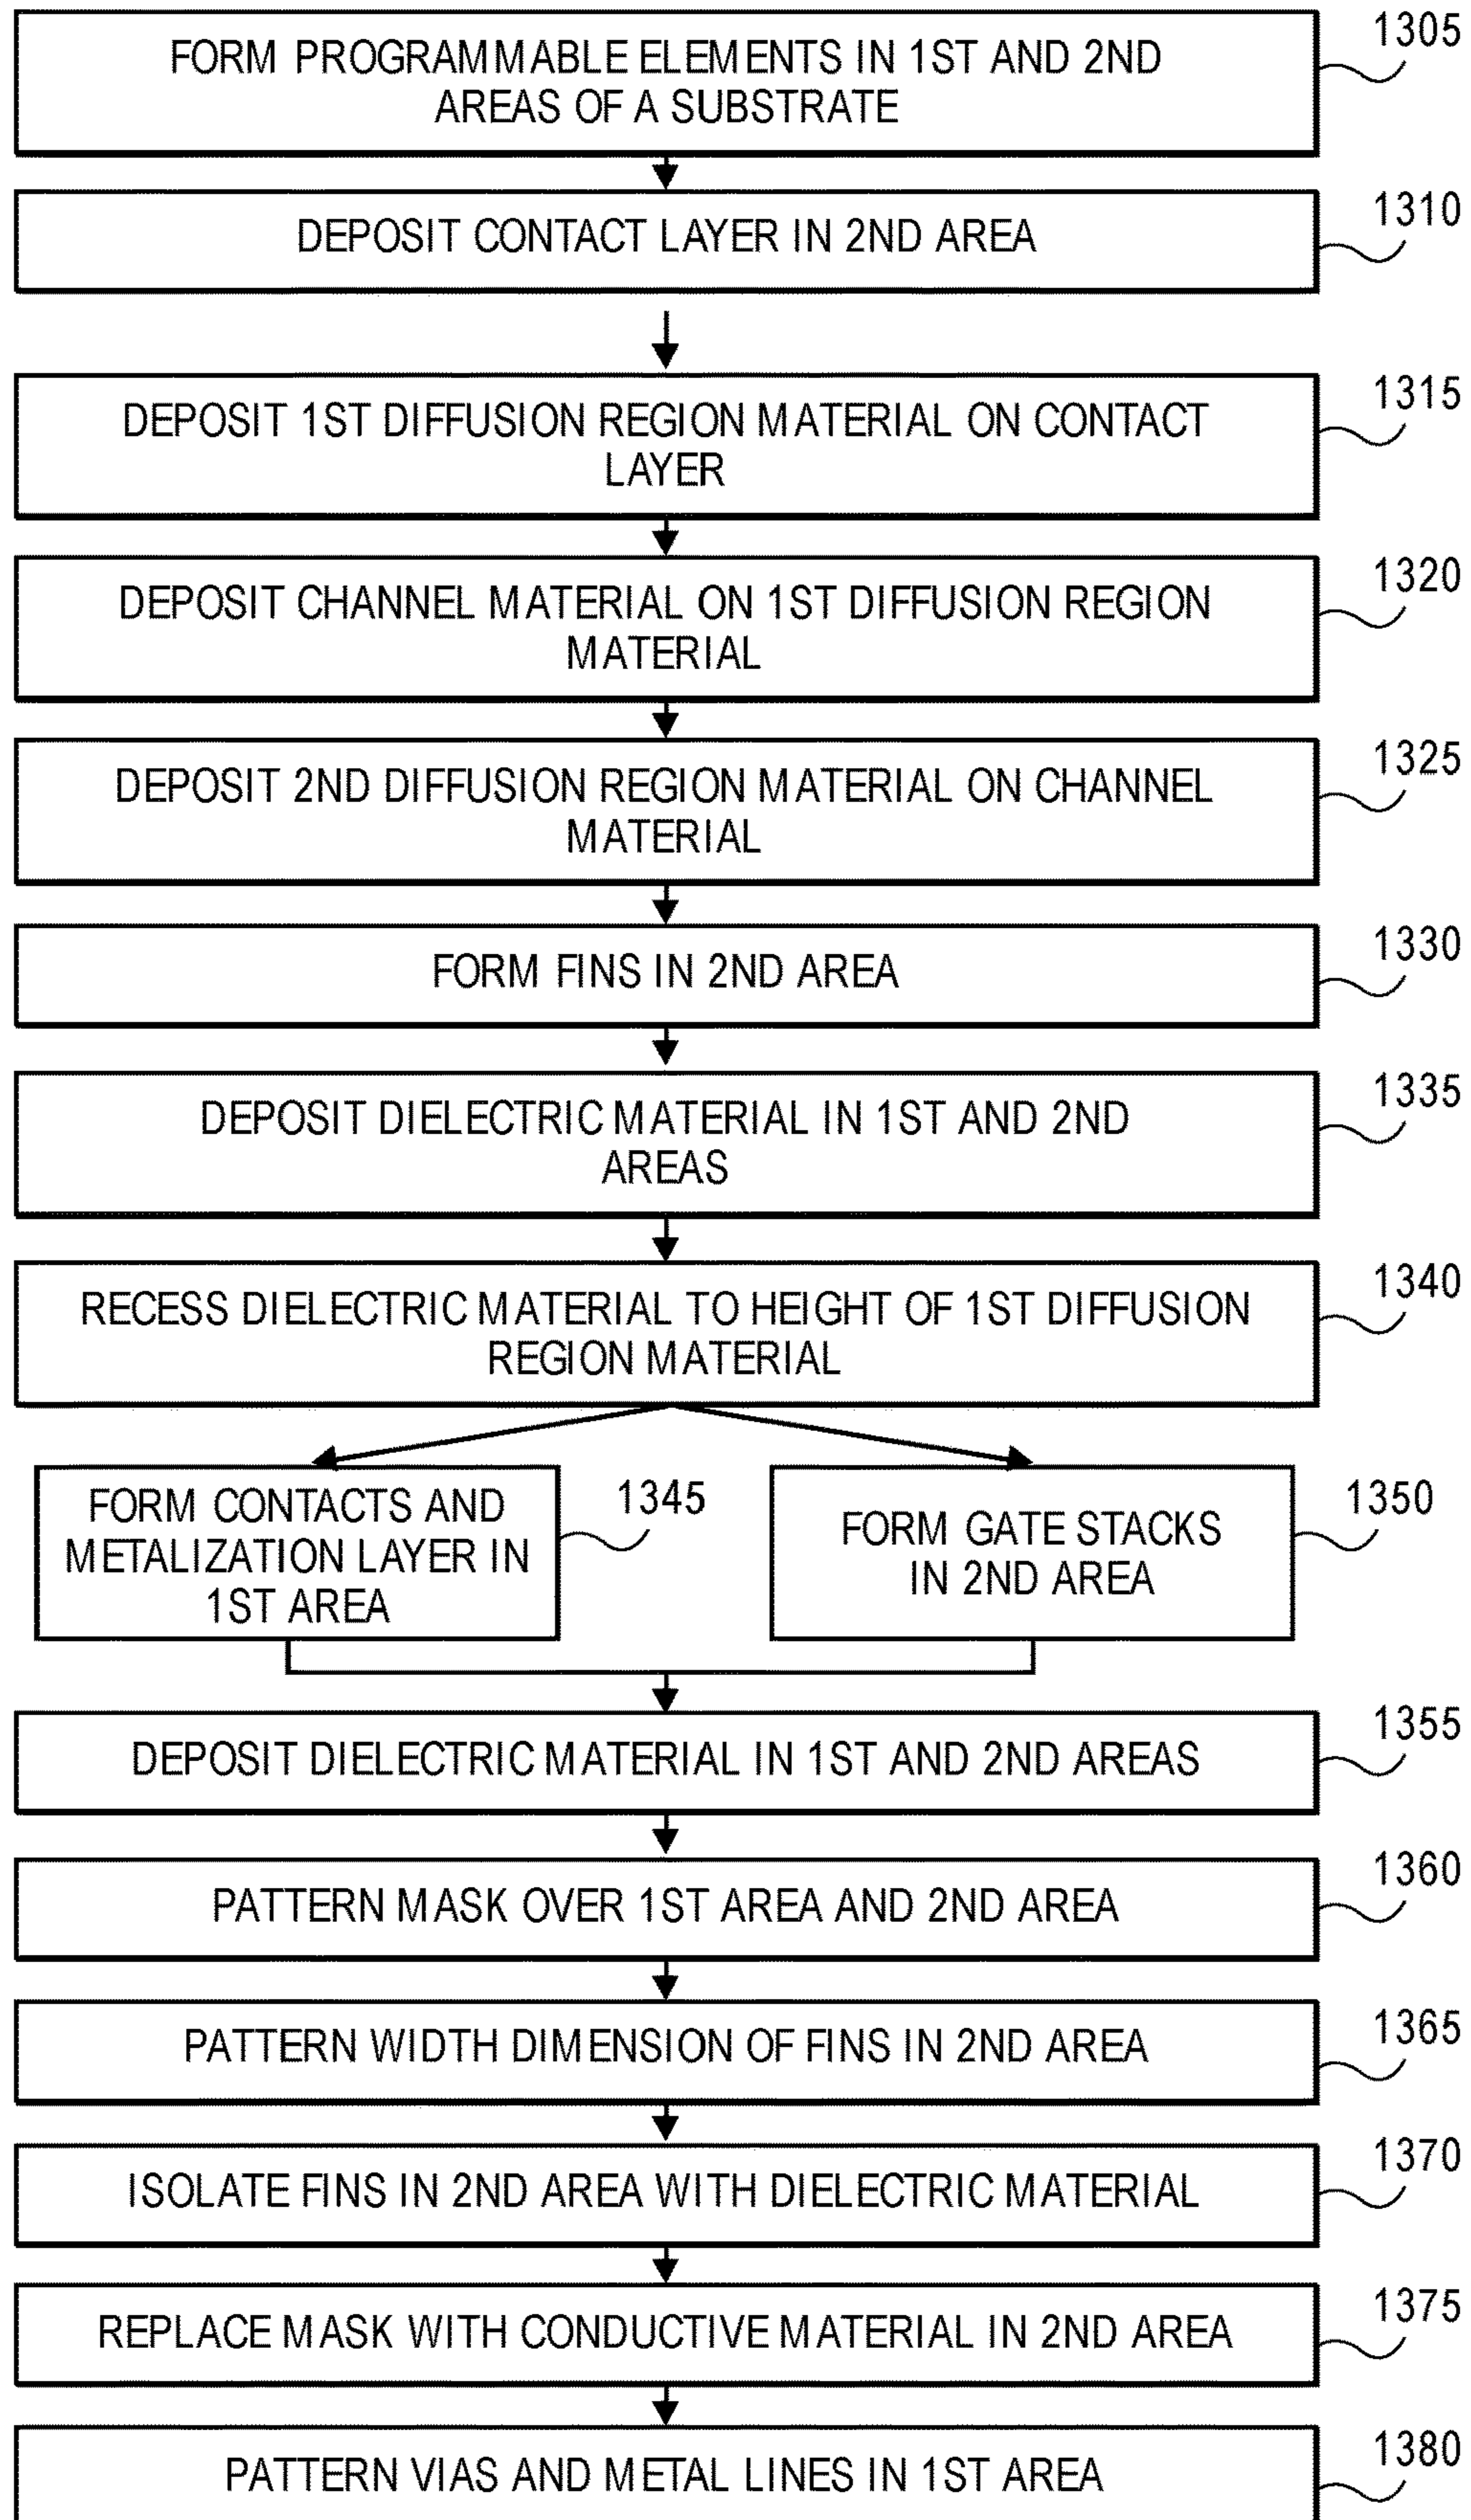 FORM PROGRAMMABLE ELEMENTS IN 1ST AND 2ND
AREAS OF A SUBSTRATE
1305
DEPOSIT CONTACT LAYER IN 2ND AREA
1310
DEPOSIT 1ST DIFFUSION REGION MATERIAL ON CONTACT
LAYER
1315
DEPOSIT CHANNEL MATERIAL ON 1ST DIFFUSION REGION
MATERIAL
1320
DEPOSIT 2ND DIFFUSION REGION MATERIAL ON CHANNEL
MATERIAL
1325
FORM FINS IN 2ND AREA
1330
DEPOSIT DIELECTRIC MATERIAL IN 1ST AND 2ND
AREAS
1335
RECESS DIELECTRIC MATERIAL TO HEIGHT OF 1ST DIFFUSION
REGION MATERIAL
1340
FORM CONTACTS AND
METALIZATION LAYER IN
1ST AREA
1345
FORM GATE STACKS
IN 2ND AREA
1350
DEPOSIT DIELECTRIC MATERIAL IN 1ST AND 2ND AREAS
1355
PATTERN MASK OVER 1ST AREA AND 2ND AREA
1360
PATTERN WIDTH DIMENSION OF FINS IN 2ND AREA
1365
ISOLATE FINS IN 2ND AREA WITH DIELECTRIC MATERIAL
1370
REPLACE MASK WITH CONDUCTIVE MATERIAL IN 2ND AREA
1375
PATTERN VIAS AND METAL LINES IN 1ST AREA
1380